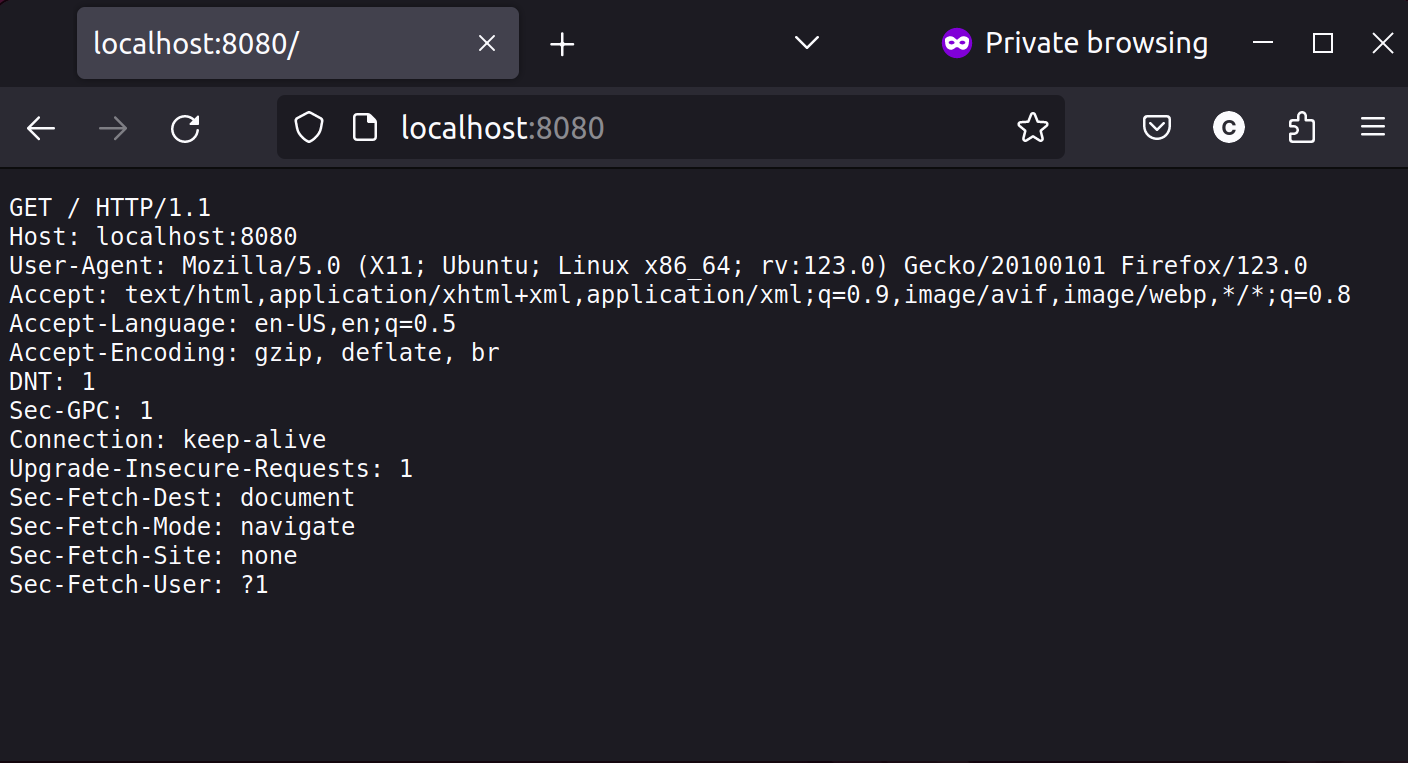 localhost:8080/
Private browsing
localhost:8080
C
GET / HTTP/1.1
Host: localhost:8080
User-Agent: Mozilla/5.0 (X11; Ubuntu; Linux x86_64; rv:123.0) Gecko/20100101 Firefox/123.0
Accept: text/html,application/xhtml+xml,application/xml;q=0.9,image/avif,image/webp,*/*;q=0.8
Accept-Language: en-US,en;q=0.5
Accept-Encoding: gzip, deflate, br
DNT: 1
Sec-GPC: 1
Connection: keep-alive
Upgrade-Insecure-Requests: 1
Sec-Fetch-Dest: document
Sec-Fetch-Mode: navigate
Sec-Fetch-Site: none
Sec-Fetch-User: ?1